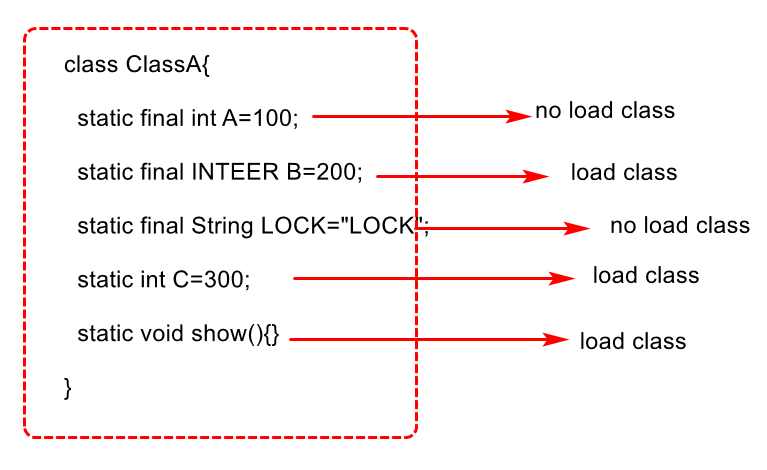 class ClassA{
static final int A=100; no load class
static final INTEER B=200; load class
static final String LOCK="LOCK"; no load class
static int C=300; load class
static void show(){} load class
}